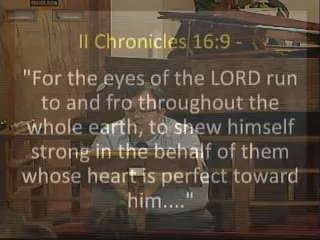 II Chronicles 16:9 -
"For the eyes of the LORD run
to and fro throughout the
whole earth, to shew himself
strong in the behalf of them
whose heart is perfect toward
him...."